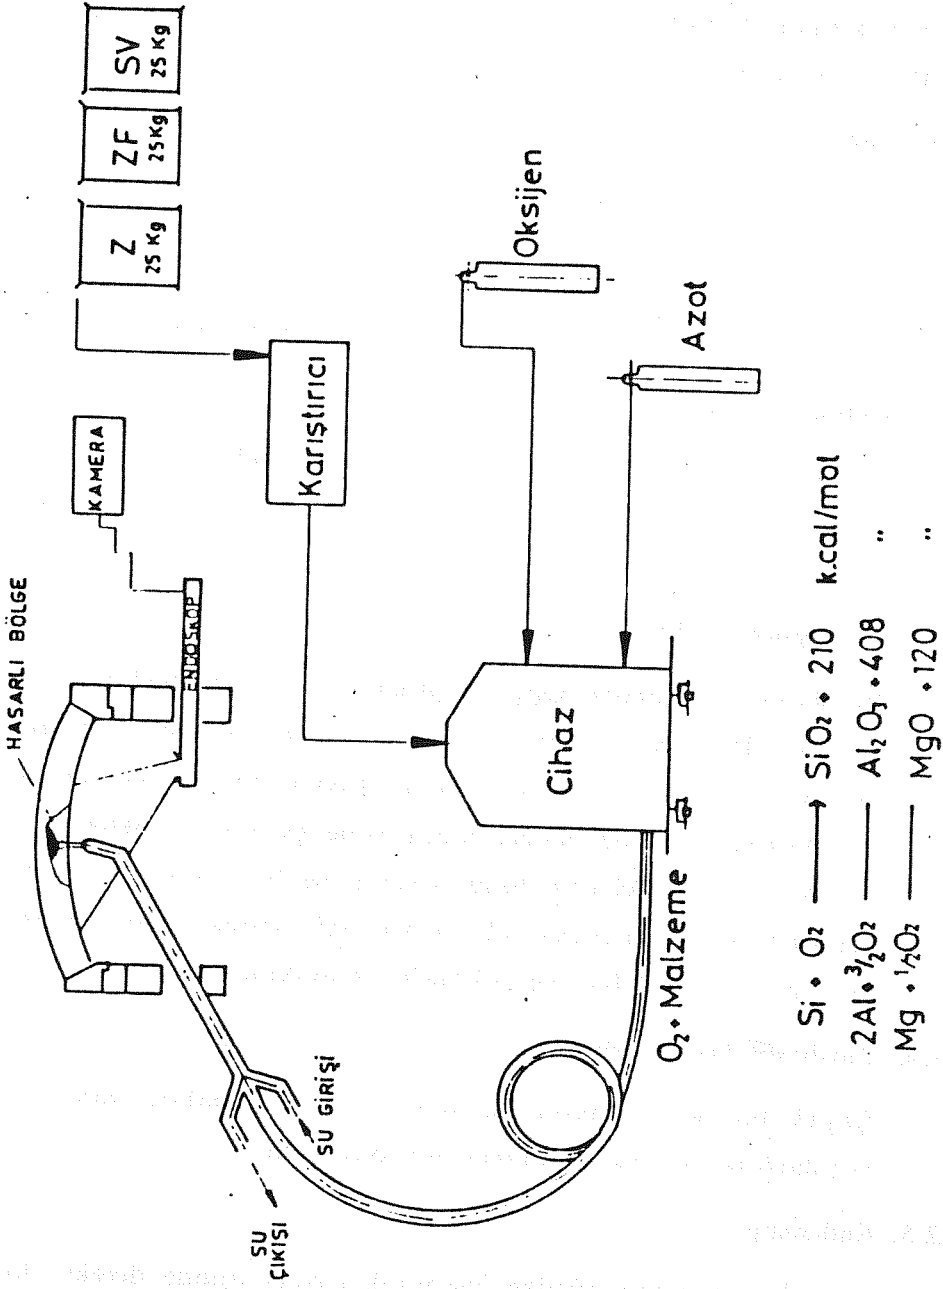 Z
25 Kg
ZF
25 Kg
SV
25 Kg
HASARLI BÖLGE
KAMERA
ENDOSKOP
Karıştırıcı
SU
ÇIKIŞI
SU GİRİŞİ
Cihaz
Oksijen
Azot
O₂ + Malzeme
Si + O₂ → SiO₂ + 210 k.cal/mol
2Al + ³/₂O₂ — Al₂O₃ + 408 "
Mg + ½O₂ — MgO + 120 "